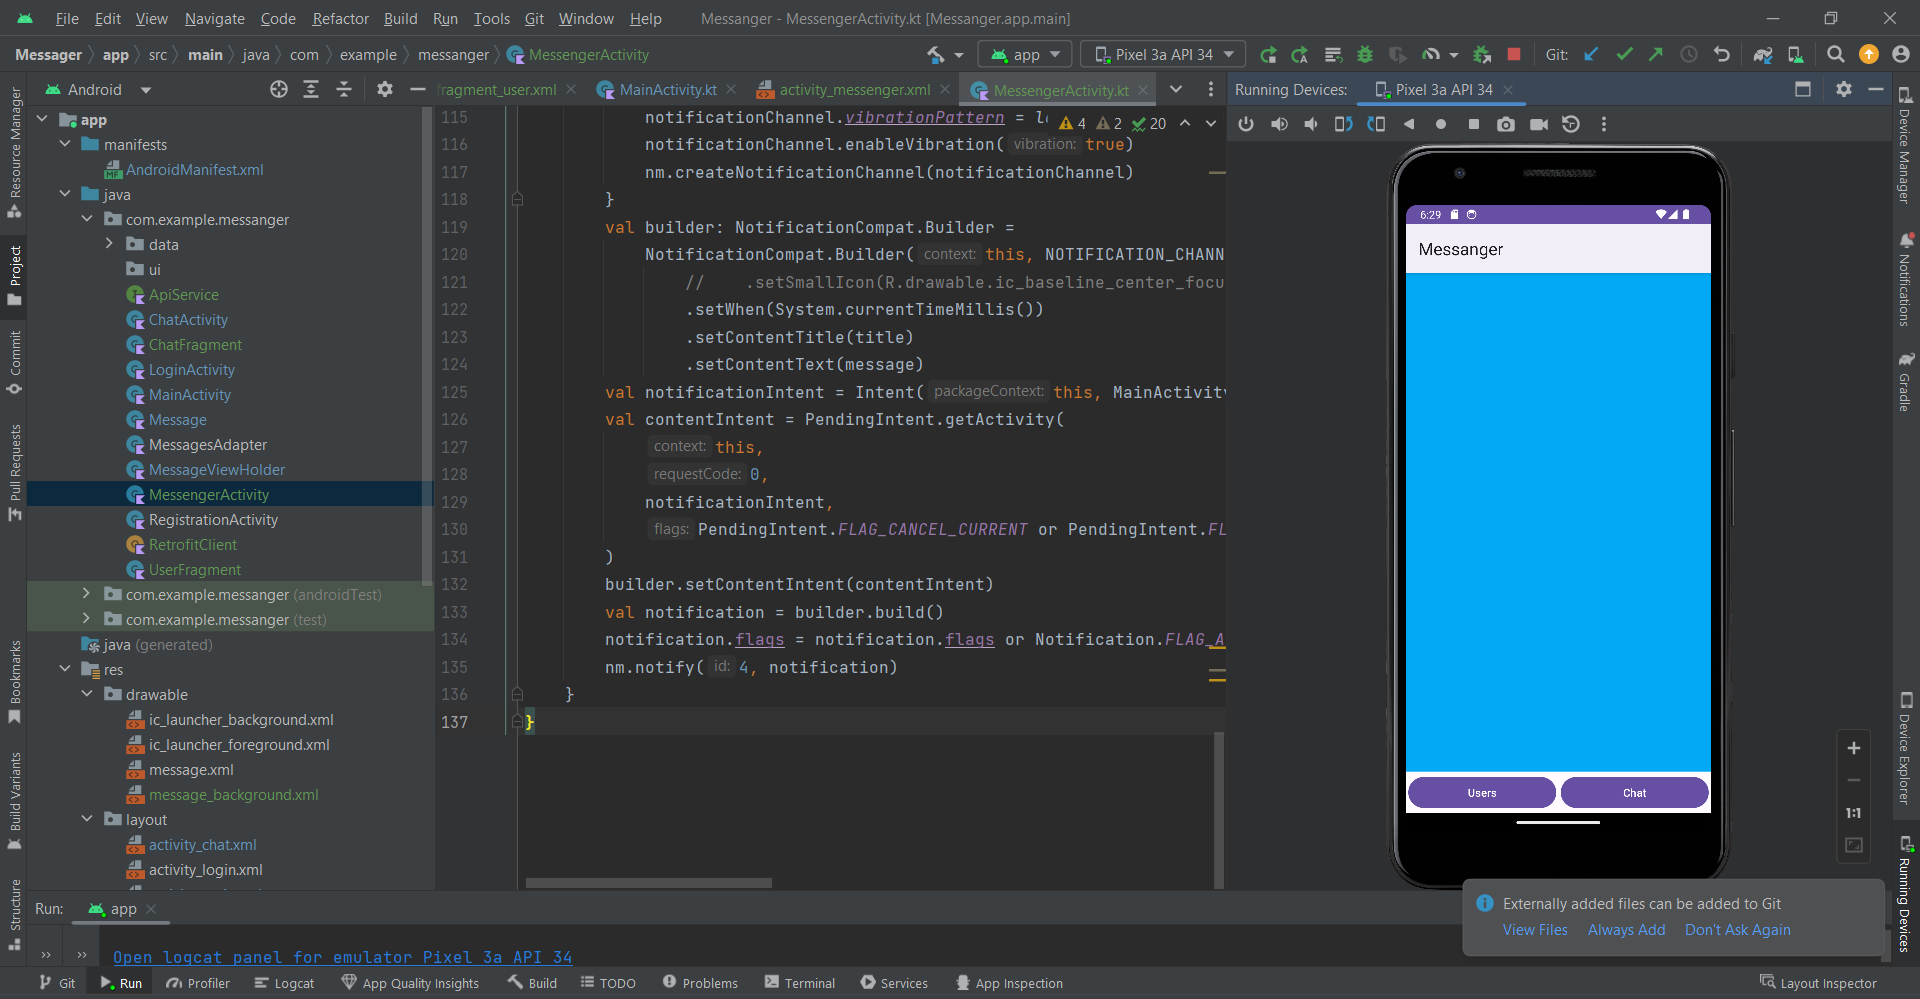 File Edit View Navigate Code Refactor Build Run Tools Git Window Help Messanger - MessengerActivity.kt [Messanger.app.main]
Messager app src main java com example messanger MessengerActivity app Pixel 3a API 34 Git:
Android
fragment_user.xml MainActivity.kt activity_messenger.xml MessengerActivity.kt
Running Devices: Pixel 3a API 34
Resource Manager
Project
Commit
Pull Requests
Bookmarks
Build Variants
Structure
app
manifests
AndroidManifest.xml
java
com.example.messanger
data
ui
ApiService
ChatActivity
ChatFragment
LoginActivity
MainActivity
Message
MessagesAdapter
MessageViewHolder
MessengerActivity
RegistrationActivity
RetrofitClient
UserFragment
com.example.messanger (androidTest)
com.example.messanger (test)
java (generated)
res
drawable
ic_launcher_background.xml
ic_launcher_foreground.xml
message.xml
message_background.xml
layout
activity_chat.xml
activity_login.xml
4 2 20
115 notificationChannel.vibrationPattern = l
116 notificationChannel.enableVibration( vibration: true)
117 nm.createNotificationChannel(notificationChannel)
118 }
119 val builder: NotificationCompat.Builder =
120 NotificationCompat.Builder( context: this, NOTIFICATION_CHANN
121 // .setSmallIcon(R.drawable.ic_baseline_center_focu
122 .setWhen(System.currentTimeMillis())
123 .setContentTitle(title)
124 .setContentText(message)
125 val notificationIntent = Intent( packageContext: this, MainActivit
126 val contentIntent = PendingIntent.getActivity(
127 context: this,
128 requestCode: 0,
129 notificationIntent,
130 flags: PendingIntent.FLAG_CANCEL_CURRENT or PendingIntent.FL
131 )
132 builder.setContentIntent(contentIntent)
133 val notification = builder.build()
134 notification.flags = notification.flags or Notification.FLAG_A
135 nm.notify( id: 4, notification)
136 }
137 }
6:29
Messanger
Users Chat
1:1
Device Manager
Notifications
Gradle
Device Explorer
Running Devices
Externally added files can be added to Git
View Files Always Add Don't Ask Again
Run: app
Open logcat panel for emulator Pixel 3a API 34
Git Run Profiler Logcat App Quality Insights Build TODO Problems Terminal Services App Inspection Layout Inspector